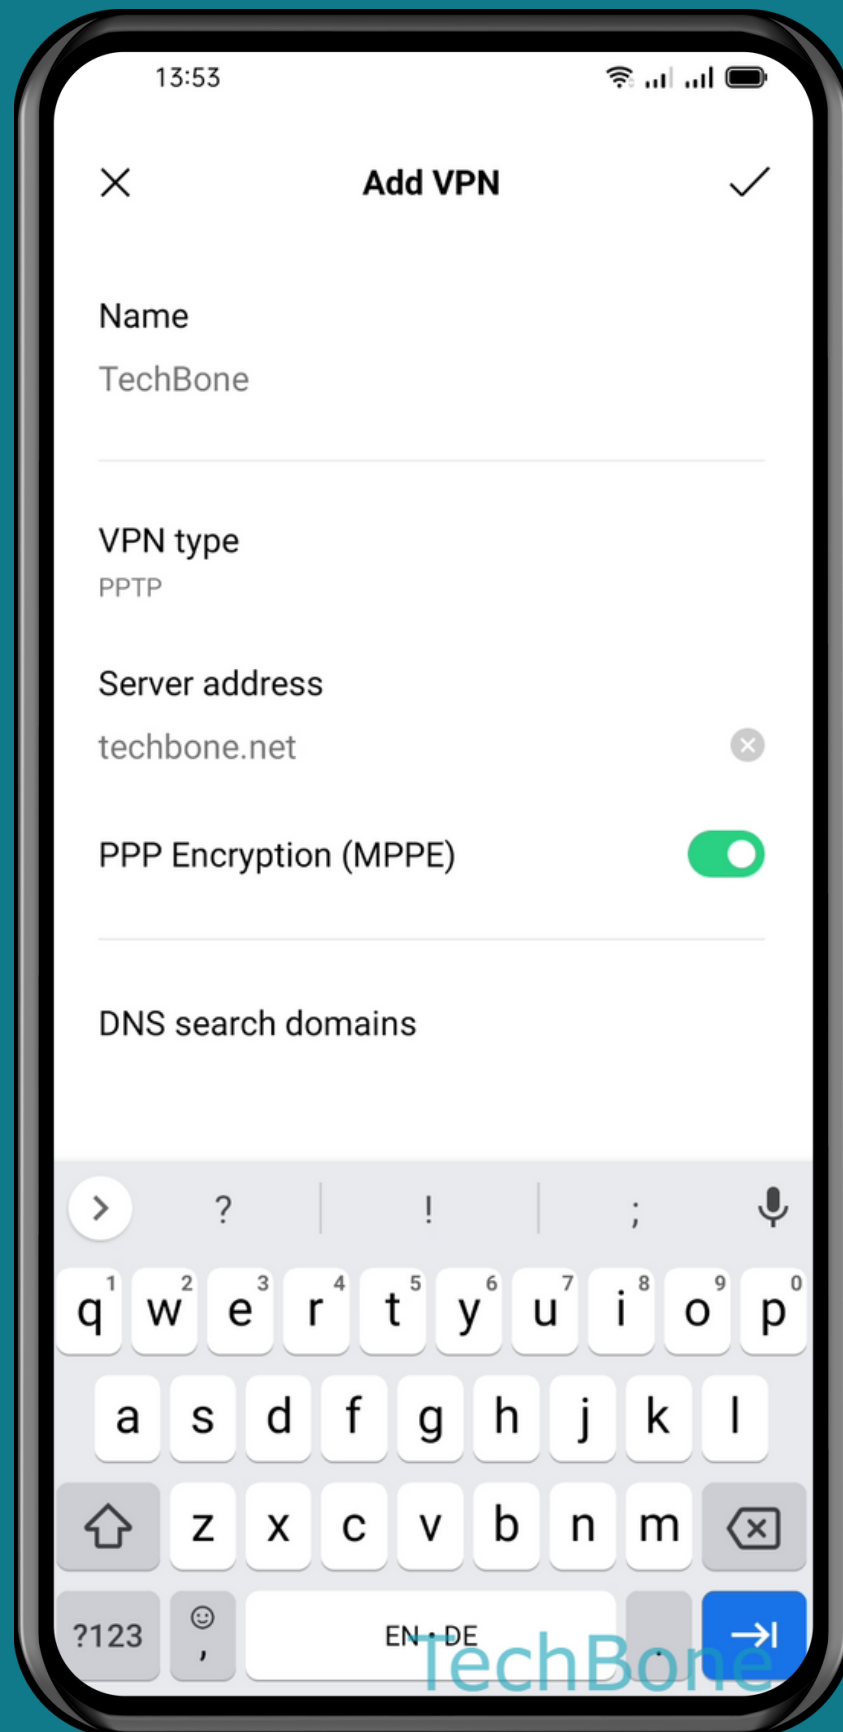 13:53
Add VPN
Name
TechBone
VPN type
PPTP
Server address
techbone.net
PPP Encryption (MPPE)
DNS search domains
? ! ;
1 2 3 4 5 6 7 8 9 0
q w e r t y u i o p
a s d f g h j k l
z x c v b n m
?123 , EN • DE .
TechBone